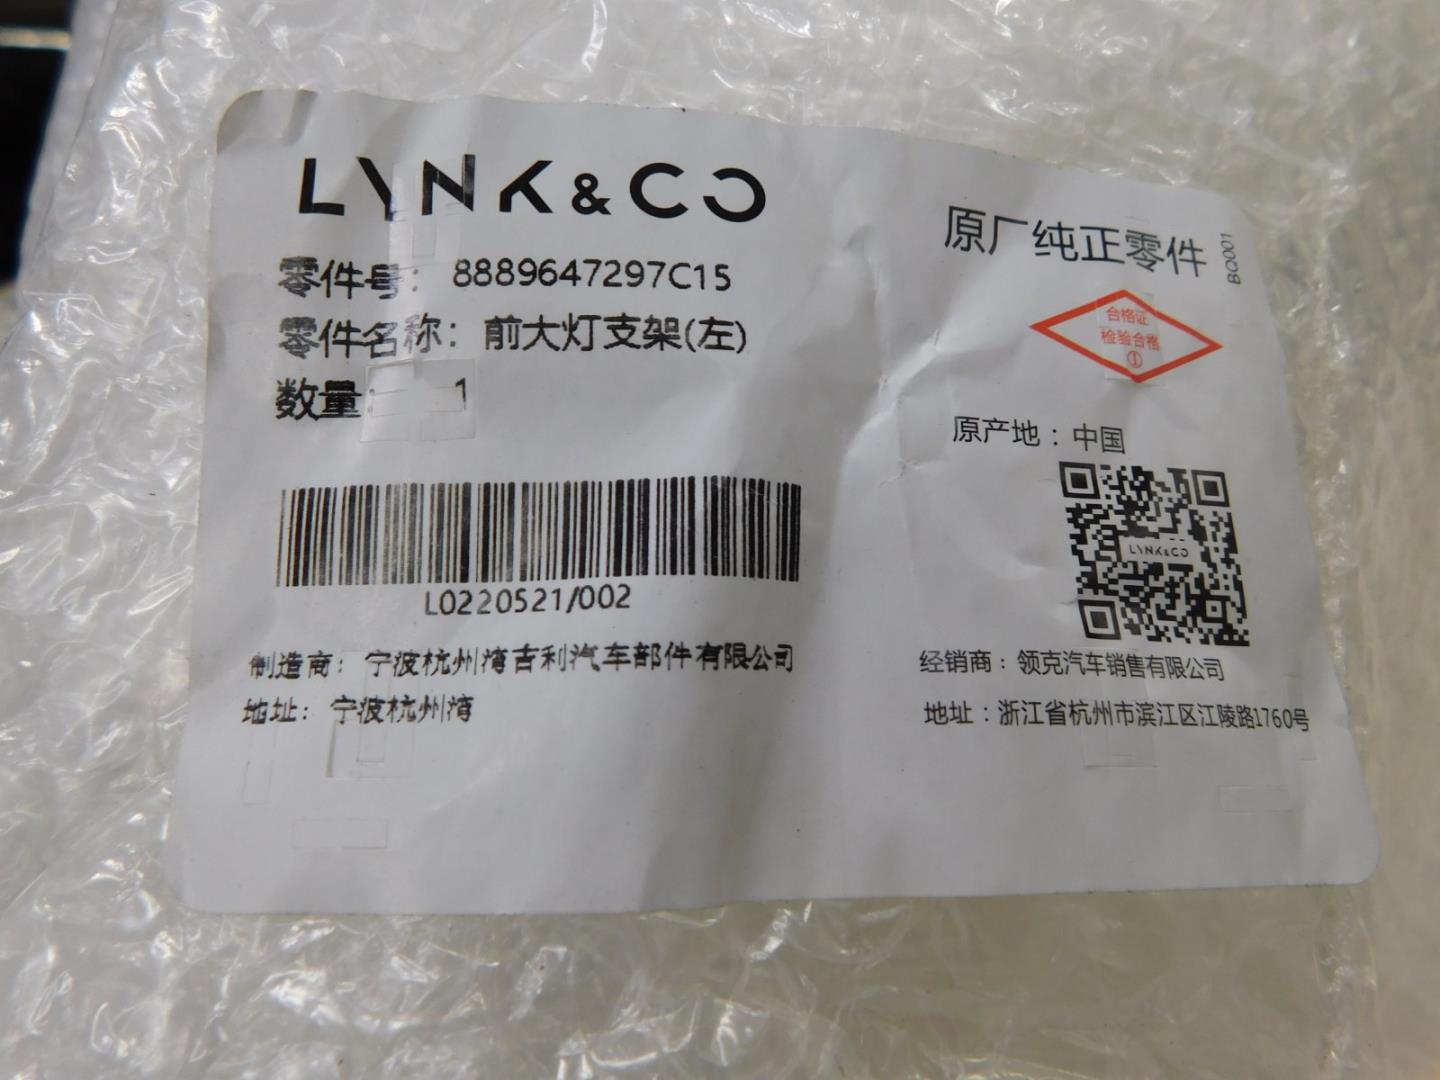 LYNK&CO
零件号: 8889647297C15
零件名称: 前大灯支架(左)
数量: 1
L0220521/002
制造商: 宁波杭州湾吉利汽车部件有限公司
地址: 宁波杭州湾
原厂纯正零件
BQ001
合格证
检验合格
①
原产地：中国
LYNK&CO
经销商：领克汽车销售有限公司
地址：浙江省杭州市滨江区江陵路1760号